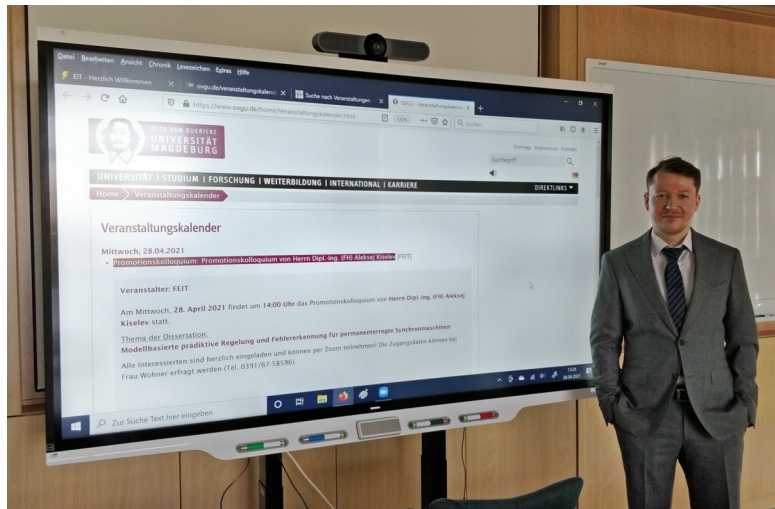 Datei Bearbeiten Ansicht Chronik Lesezeichen Extras Hilfe
EIT - Herzlich Willkommen
ovgu.de/veranstaltungskalend
Suche nach Veranstaltungen
OVGU - Veranstaltungskalend
https://www.ovgu.de/home/Veranstaltungskalender.html
120%
Suchen
OTTO VON GUERICKE
UNIVERSITÄT
MAGDEBURG
Sitemap Impressum Kontakt
Suchbegriff
UNIVERSITÄT | STUDIUM | FORSCHUNG | WEITERBILDUNG | INTERNATIONAL | KARRIERE
DIREKTLINKS
Home Veranstaltungskalender
Veranstaltungskalender
Mittwoch, 28.04.2021
Promotionskolloquium: Promotionskolloquium von Herrn Dipl.-Ing. (FH) Aleksej Kiselev [FEIT]
Veranstalter: FEIT
Am Mittwoch, 28. April 2021 findet um 14:00 Uhr das Promotionskolloquium von Herrn Dipl. Ing. (FH) Aleksej
Kiselev statt.
Thema der Dissertation:
Modellbasierte prädiktive Regelung und Fehlererkennung für permanenterregte Synchronmaschinen
Alle Interessierten sind herzlich eingeladen und können per Zoom teilnehmen! Die Zugangsdaten können bei
Frau Wohner erfragt werden (Tel. 0391/67-58596).
Zur Suche Text hier eingeben
13:24
28.04.2021